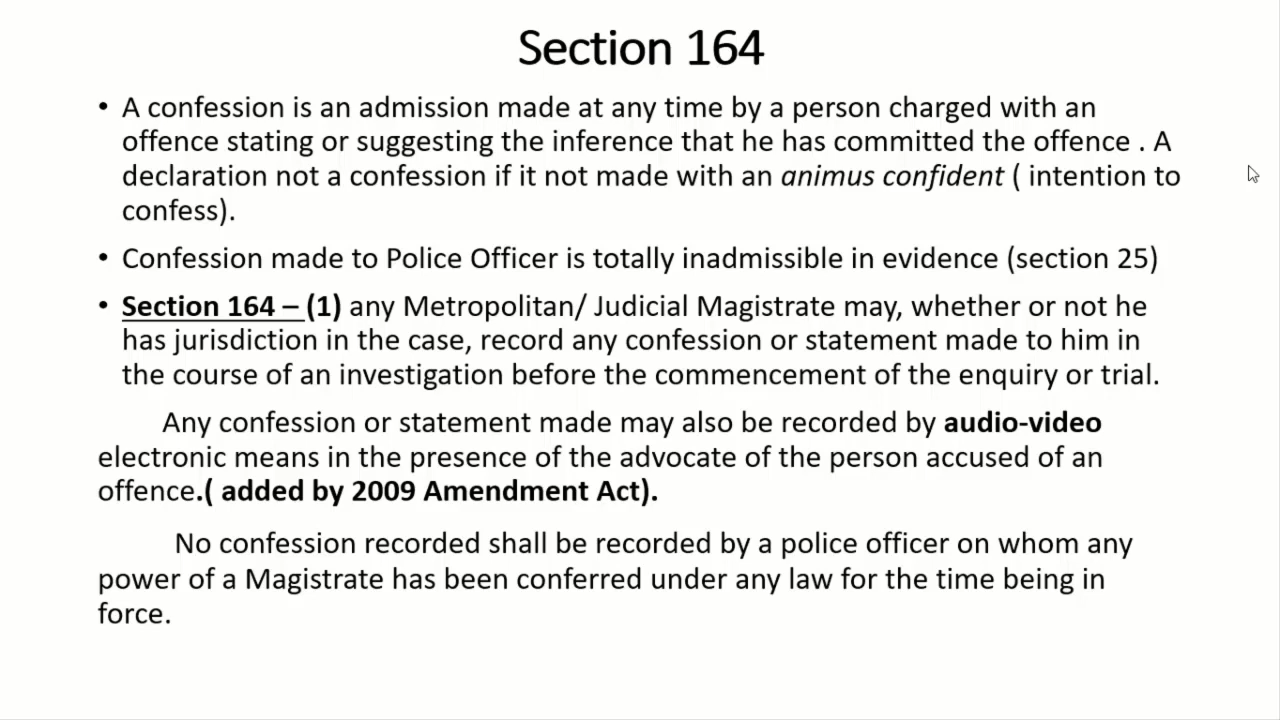 Section 164
• A confession is an admission made at any time by a person charged with an
offence stating or suggesting the inference that he has committed the offence . A
declaration not a confession if it not made with an animus confident ( intention to
confess).
• Confession made to Police Officer is totally inadmissible in evidence (section 25)
• Section 164 – (1) any Metropolitan/ Judicial Magistrate may, whether or not he
has jurisdiction in the case, record any confession or statement made to him in
the course of an investigation before the commencement of the enquiry or trial.
Any confession or statement made may also be recorded by audio-video
electronic means in the presence of the advocate of the person accused of an
offence.( added by 2009 Amendment Act).
No confession recorded shall be recorded by a police officer on whom any
power of a Magistrate has been conferred under any law for the time being in
force.